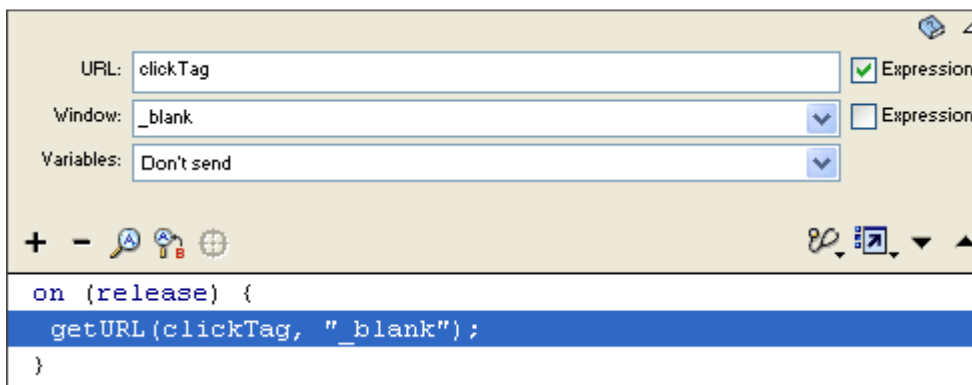 URL: clickTag Expression
Window: _blank Expression
Variables: Don't send
on (release) {
getURL(clickTag, "_blank");
}